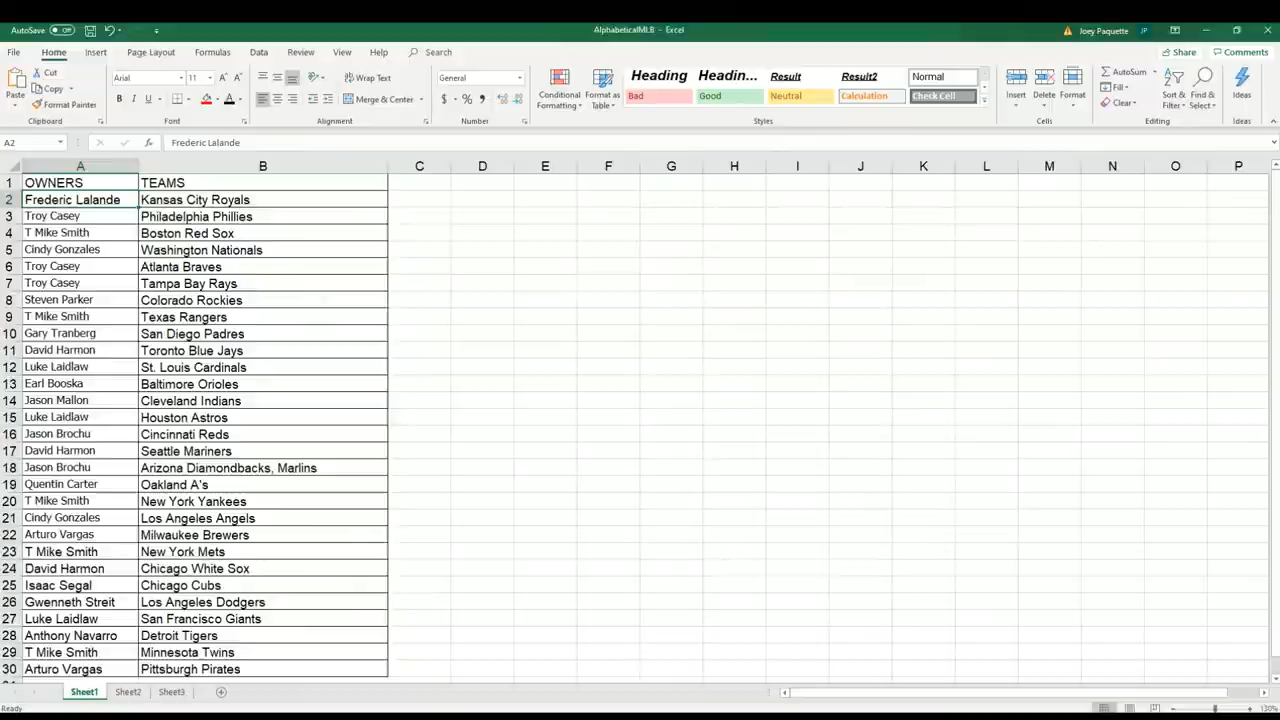 AutoSave Off
AlphabeticalMLB - Excel
Joey Paquette JP
File Home Insert Page Layout Formulas Data Review View Help Search Share Comments
Paste Cut Copy Format Painter Clipboard
Arial 11 B I U A Font
Wrap Text Merge & Center Alignment
General $ % Number
Conditional Formatting Format as Table
Heading Headin... Result Result2 Normal
Bad Good Neutral Calculation Check Cell
Styles
Insert Delete Format Cells
AutoSum Fill Clear Sort & Filter Find & Select Editing
Ideas Ideas
A2 fx Frederic Lalande
A B C D E F G H I J K L M N O P
1 OWNERS TEAMS
2 Frederic Lalande Kansas City Royals
3 Troy Casey Philadelphia Phillies
4 T Mike Smith Boston Red Sox
5 Cindy Gonzales Washington Nationals
6 Troy Casey Atlanta Braves
7 Troy Casey Tampa Bay Rays
8 Steven Parker Colorado Rockies
9 T Mike Smith Texas Rangers
10 Gary Tranberg San Diego Padres
11 David Harmon Toronto Blue Jays
12 Luke Laidlaw St. Louis Cardinals
13 Earl Booska Baltimore Orioles
14 Jason Mallon Cleveland Indians
15 Luke Laidlaw Houston Astros
16 Jason Brochu Cincinnati Reds
17 David Harmon Seattle Mariners
18 Jason Brochu Arizona Diamondbacks, Marlins
19 Quentin Carter Oakland A's
20 T Mike Smith New York Yankees
21 Cindy Gonzales Los Angeles Angels
22 Arturo Vargas Milwaukee Brewers
23 T Mike Smith New York Mets
24 David Harmon Chicago White Sox
25 Isaac Segal Chicago Cubs
26 Gwenneth Streit Los Angeles Dodgers
27 Luke Laidlaw San Francisco Giants
28 Anthony Navarro Detroit Tigers
29 T Mike Smith Minnesota Twins
30 Arturo Vargas Pittsburgh Pirates
Sheet1 Sheet2 Sheet3
Ready 130%